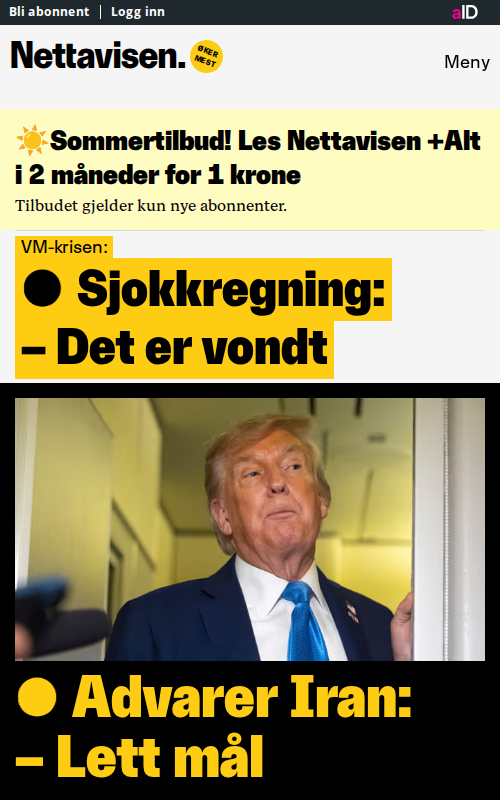 Bli abonnent | Logg inn
aID
Nettavisen.
ØKER
MEST
Meny
☀️Sommertilbud! Les Nettavisen +Alt
i 2 måneder for 1 krone
Tilbudet gjelder kun nye abonnenter.
VM-krisen:
● Sjokkregning:
– Det er vondt
● Advarer Iran:
– Lett mål